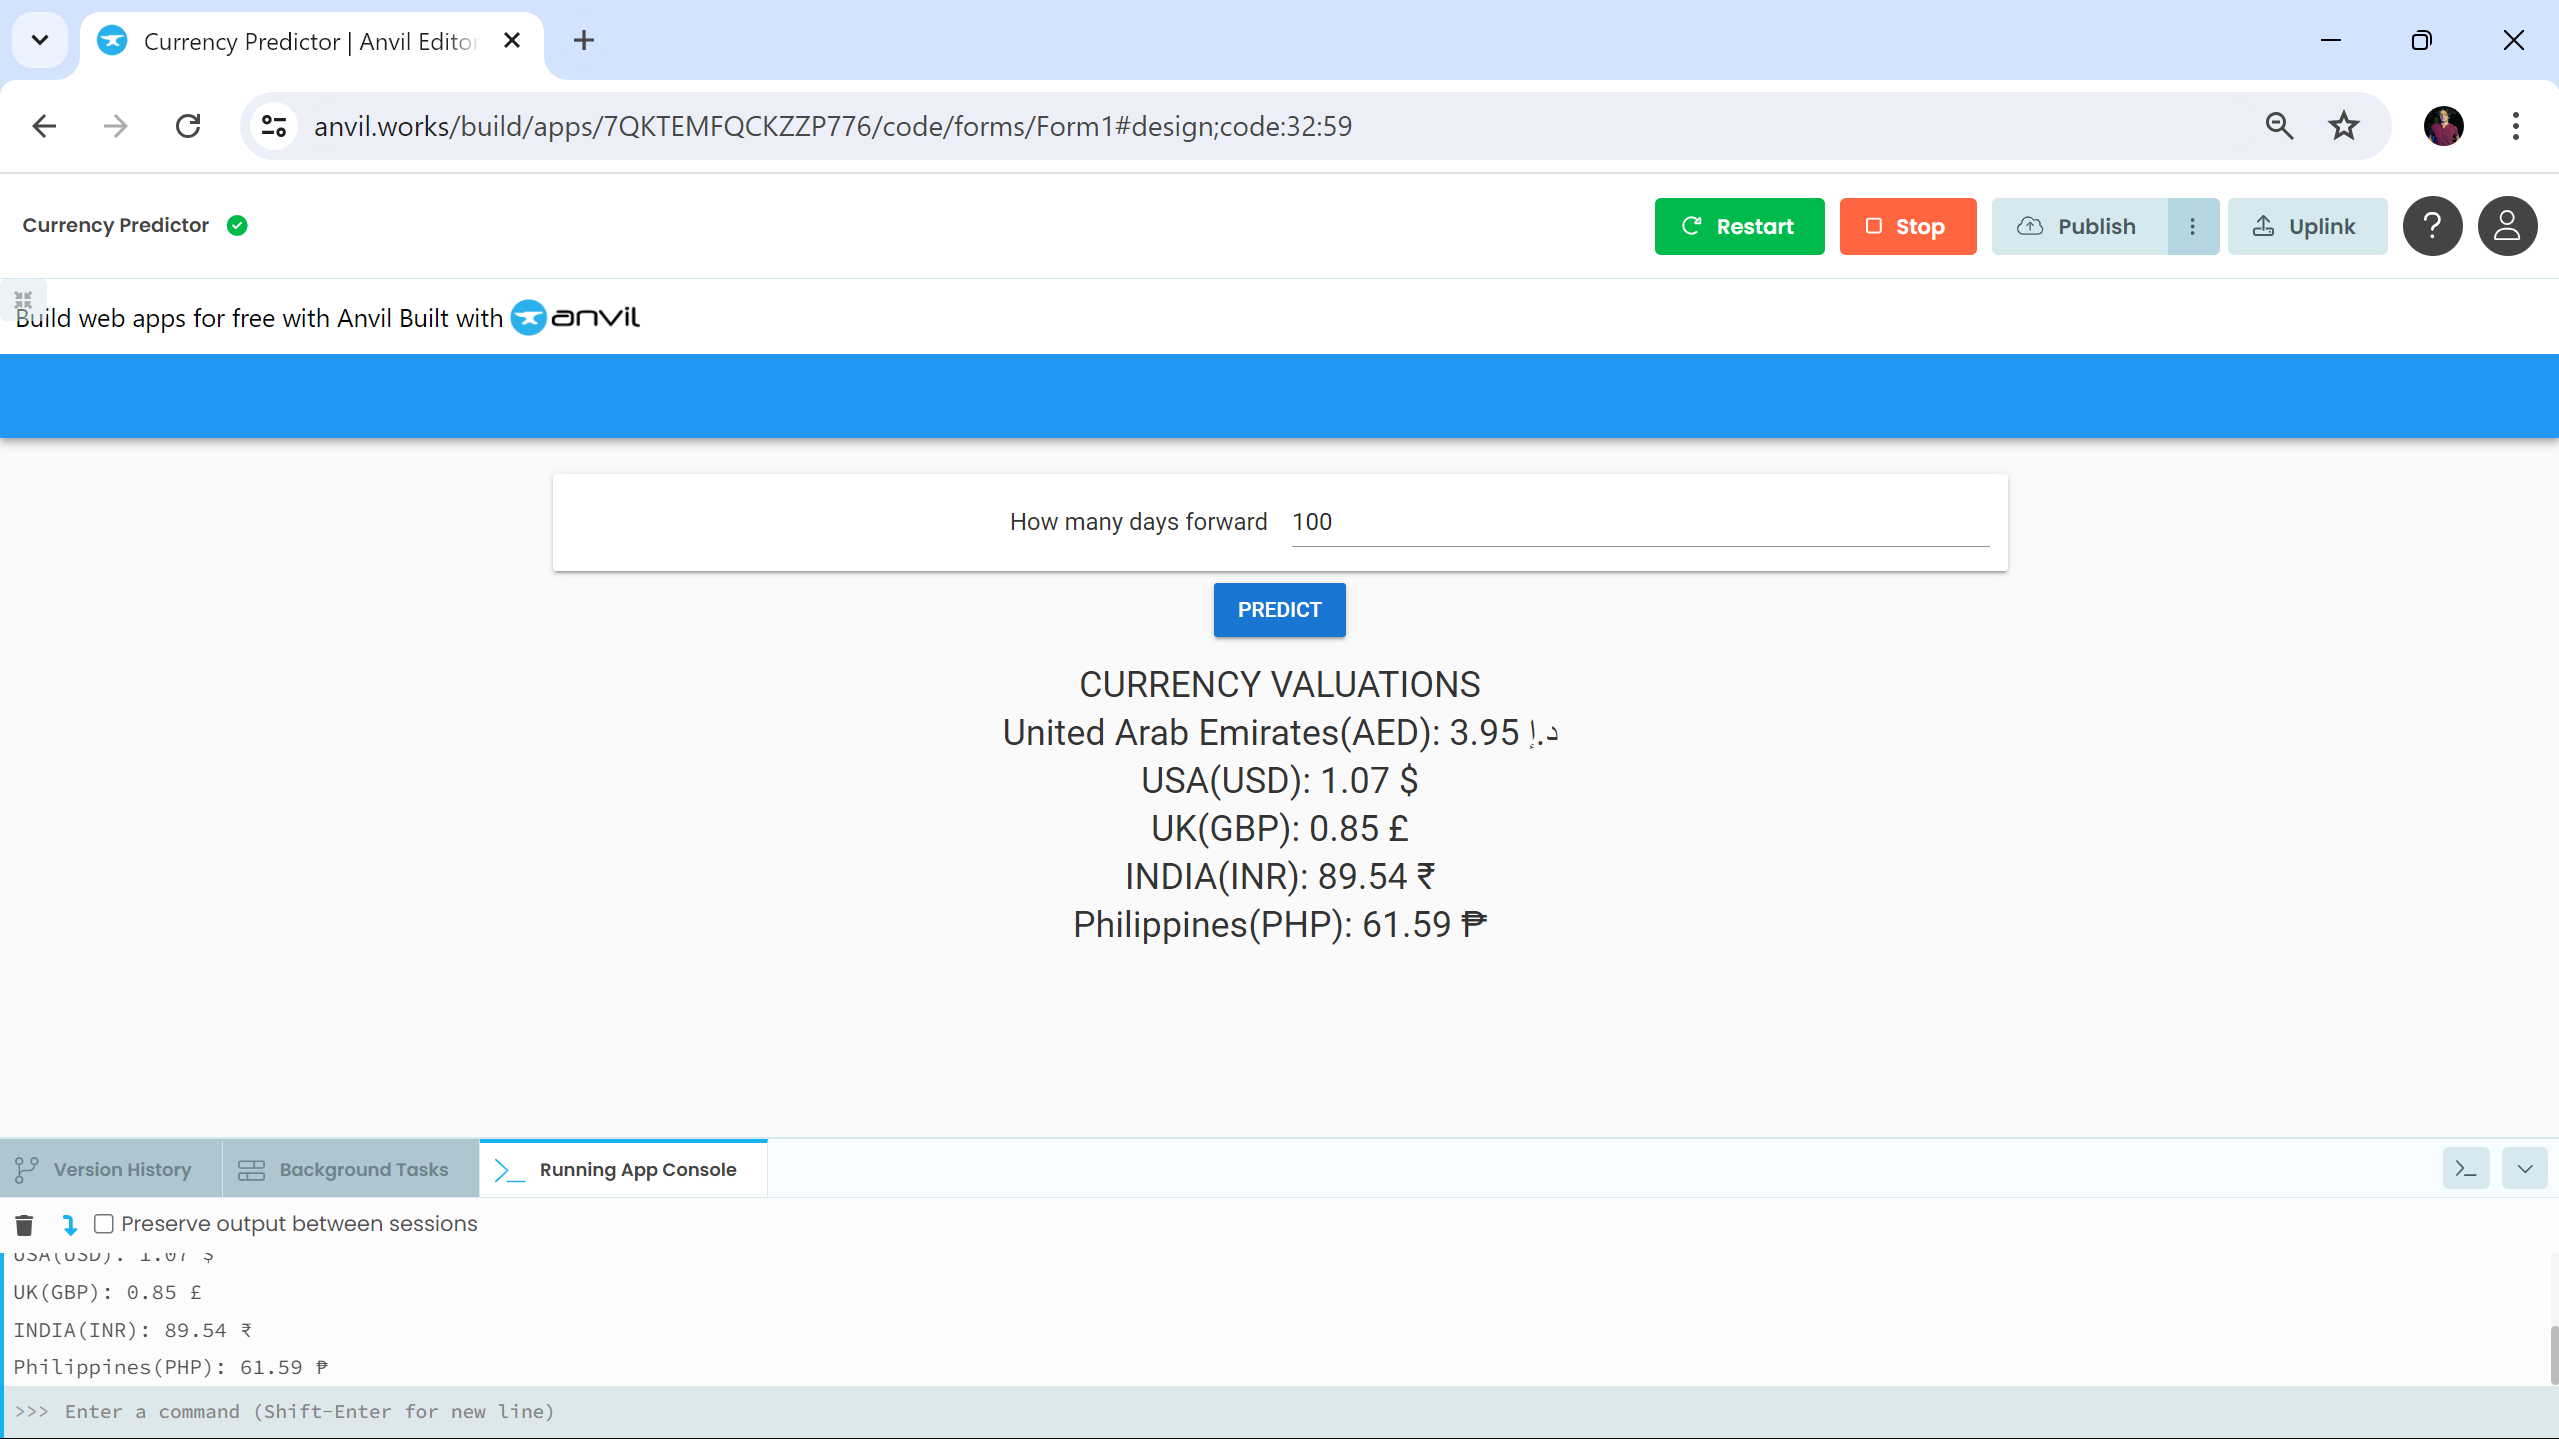 Currency Predictor | Anvil Editor
anvil.works/build/apps/7QKTEMFQCKZZP776/code/forms/Form1#design;code:32:59
Currency Predictor
Restart
Stop
Publish
Uplink
?
Build web apps for free with Anvil Built with anvil
How many days forward 100
PREDICT
CURRENCY VALUATIONS
United Arab Emirates(AED): 3.95 د.إ
USA(USD): 1.07 $
UK(GBP): 0.85 £
INDIA(INR): 89.54 ₹
Philippines(PHP): 61.59 ₱
Version History
Background Tasks
Running App Console
Preserve output between sessions
USA(USD): 1.07 $
UK(GBP): 0.85 £
INDIA(INR): 89.54 ₹
Philippines(PHP): 61.59 ₱
>>> Enter a command (Shift-Enter for new line)